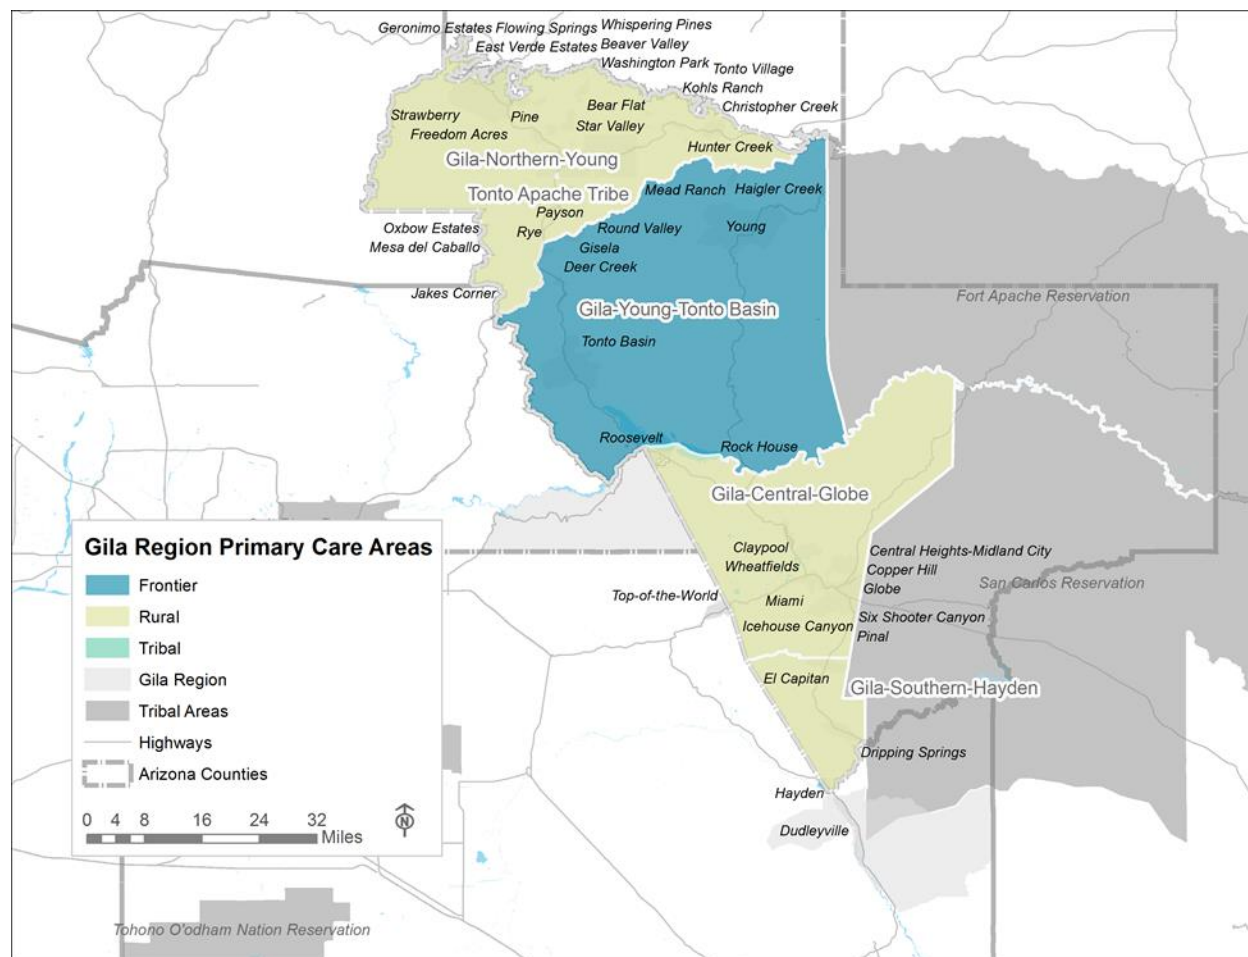 Geronimo Estates Flowing Springs Whispering Pines
East Verde Estates Beaver Valley
Washington Park Tonto Village
Kohls Ranch
Christopher Creek
Strawberry
Pine
Bear Flat
Freedom Acres
Star Valley
Hunter Creek
Gila-Northern-Young
Tonto Apache Tribe
Mead Ranch
Haigler Creek
Payson
Oxbow Estates
Rye
Round Valley
Young
Mesa del Caballo
Gisela
Deer Creek
Jakes Corner
Fort Apache Reservation
Gila-Young-Tonto Basin
Tonto Basin
Roosevelt
Rock House
Gila-Central-Globe
Claypool
Wheatfields
Central Heights-Midland City
Copper Hill
Globe
San Carlos Reservation
Top-of-the-World
Miami
Icehouse Canyon
Six Shooter Canyon
Pinal
El Capitan
Gila-Southern-Hayden
Dripping Springs
Hayden
Dudleyville
Gila Region Primary Care Areas
Frontier
Rural
Tribal
Gila Region
Tribal Areas
Highways
Arizona Counties
0 4 8 16 24 32
Miles
N
Tohono O'odham Nation Reservation